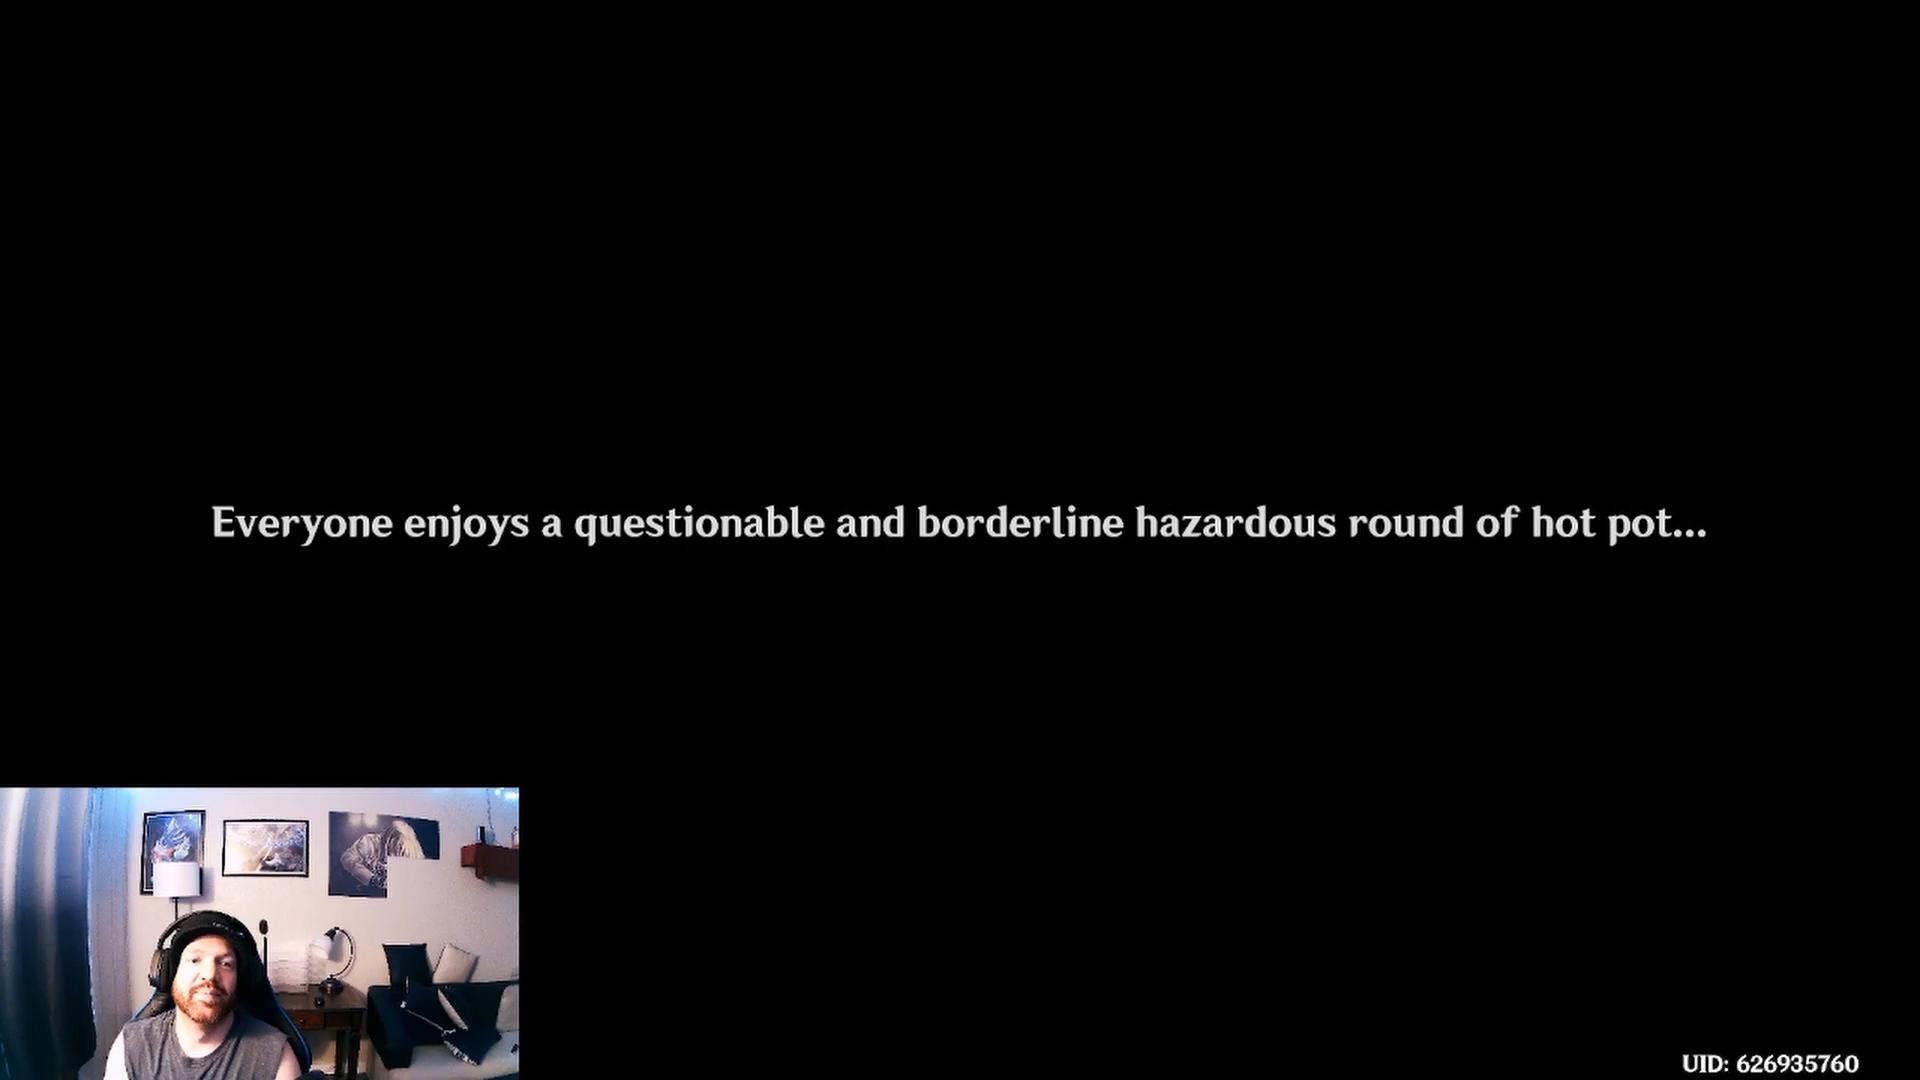 Everyone enjoys a questionable and borderline hazardous round of hot pot...
UID: 626935760